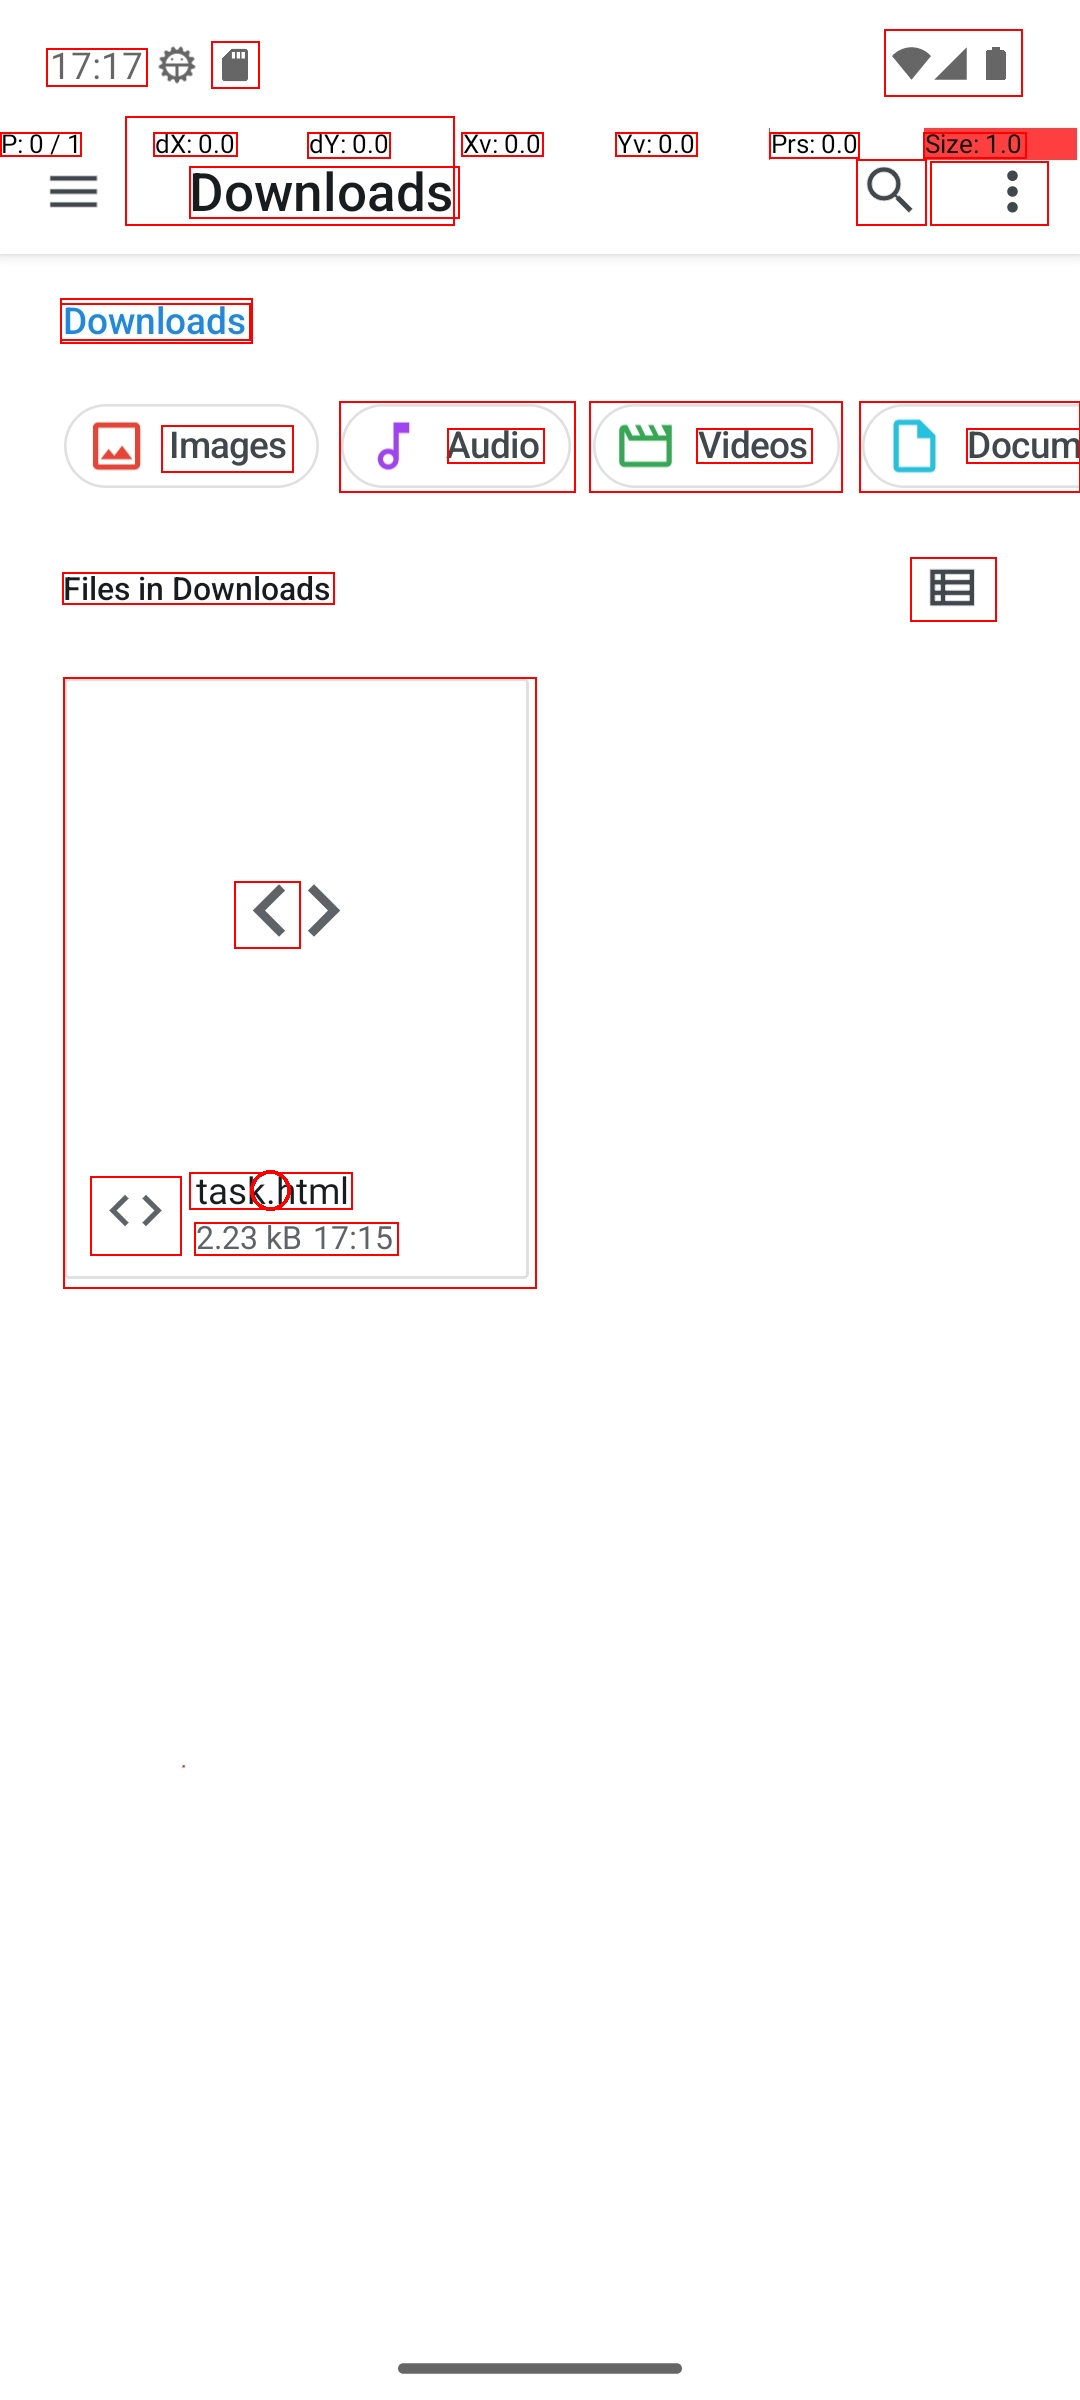 17:17
P: 0 / 1 dX: 0.0 dY: 0.0 Xv: 0.0 Yv: 0.0 Prs: 0.0 Size: 1.0
Downloads
Downloads
Images Audio Videos Docum
Files in Downloads
task.html
2.23 kB 17:15